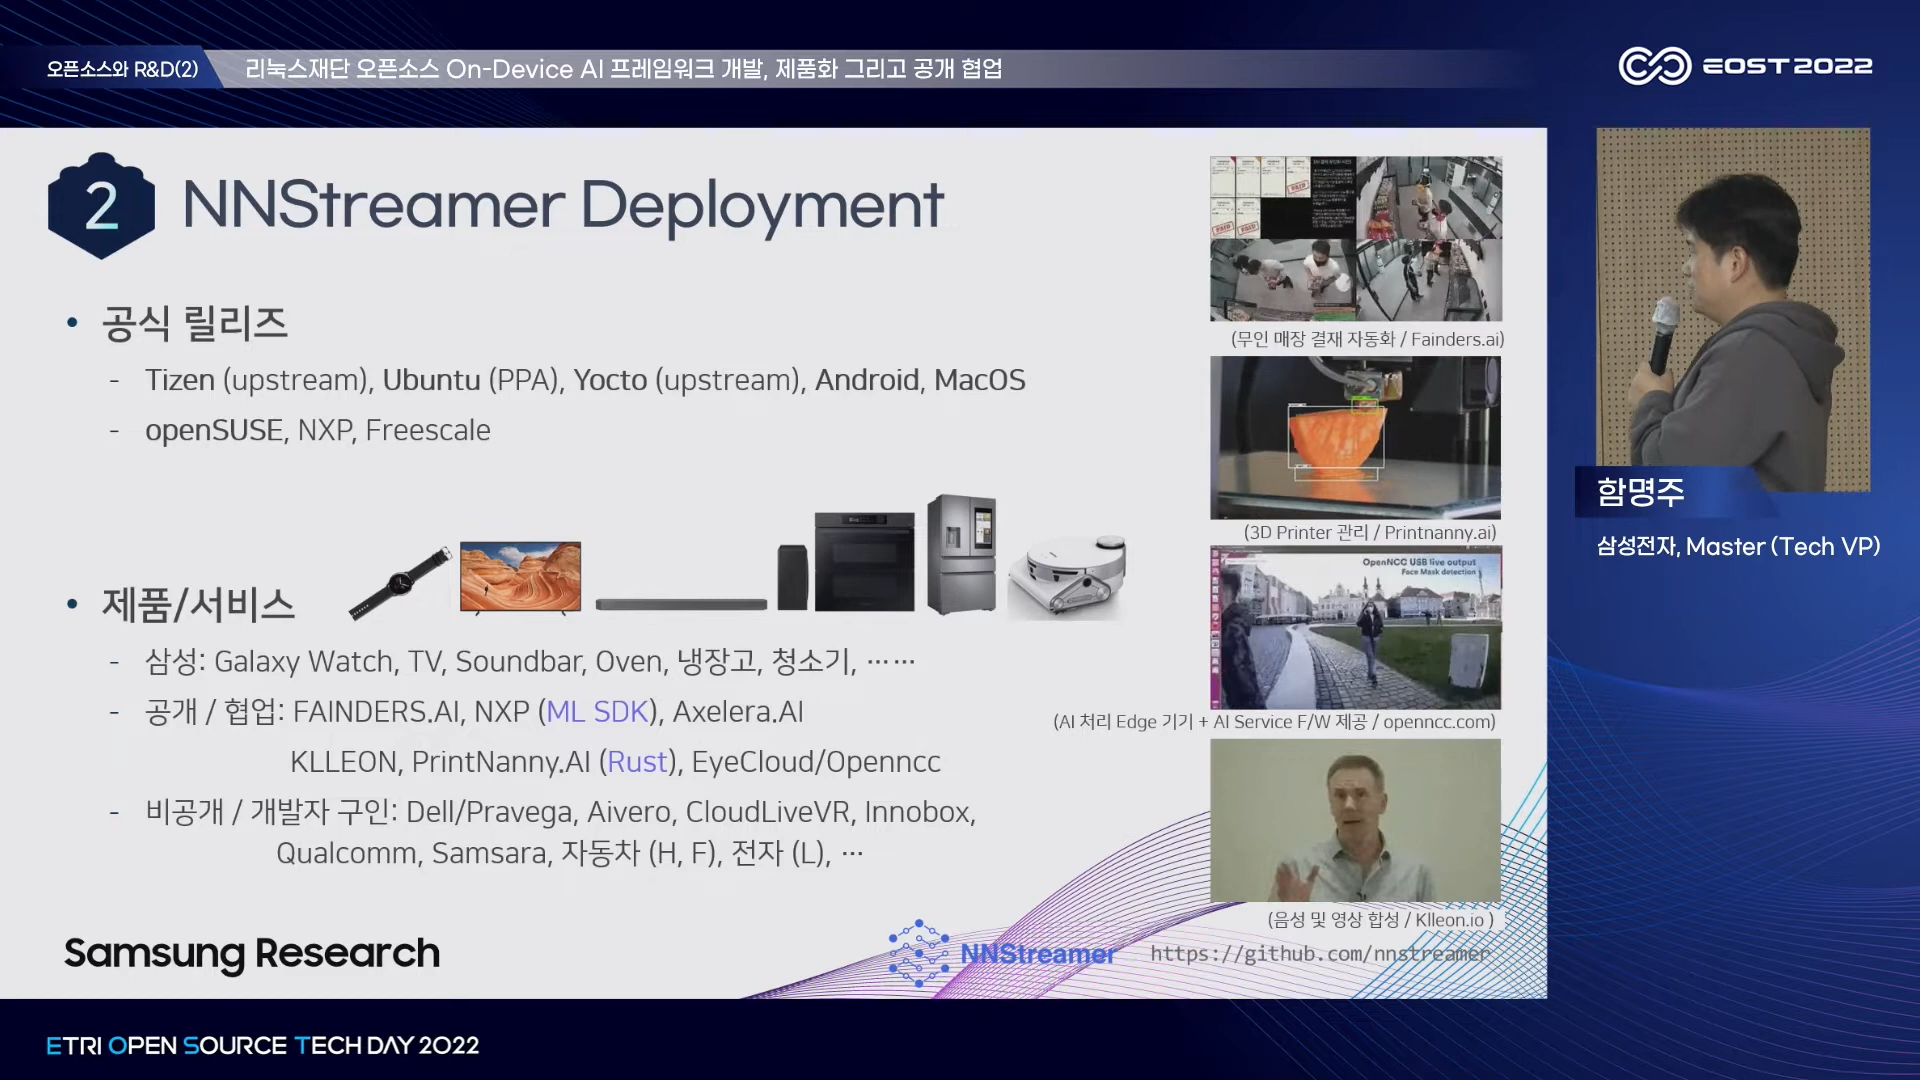 오픈소스와 R&D(2)
리눅스재단 오픈소스 On-Device AI 프레임워크 개발, 제품화 그리고 공개 협업
EOST2022
2
NNStreamer Deployment
• 공식 릴리즈
- Tizen (upstream), Ubuntu (PPA), Yocto (upstream), Android, MacOS
- openSUSE, NXP, Freescale
• 제품/서비스
- 삼성: Galaxy Watch, TV, Soundbar, Oven, 냉장고, 청소기, ⋯⋯
- 공개 / 협업: FAINDERS.AI, NXP (ML SDK), Axelera.AI
KLLEON, PrintNanny.AI (Rust), EyeCloud/Openncc
- 비공개 / 개발자 구인: Dell/Pravega, Aivero, CloudLiveVR, Innobox,
Qualcomm, Samsara, 자동차 (H, F), 전자 (L), ⋯
PAID
PAID
PAID
(무인 매장 결재 자동화 / Fainders.ai)
(3D Printer 관리 / Printnanny.ai)
OpenNCC USB live output
Face Mask detection
(AI 처리 Edge 기기 + AI Service F/W 제공 / openncc.com)
(음성 및 영상 합성 / Klleon.io )
Samsung Research
NNStreamer
https://github.com/nnstreamer
함명주
삼성전자, Master (Tech VP)
ETRI OPEN SOURCE TECH DAY 2022